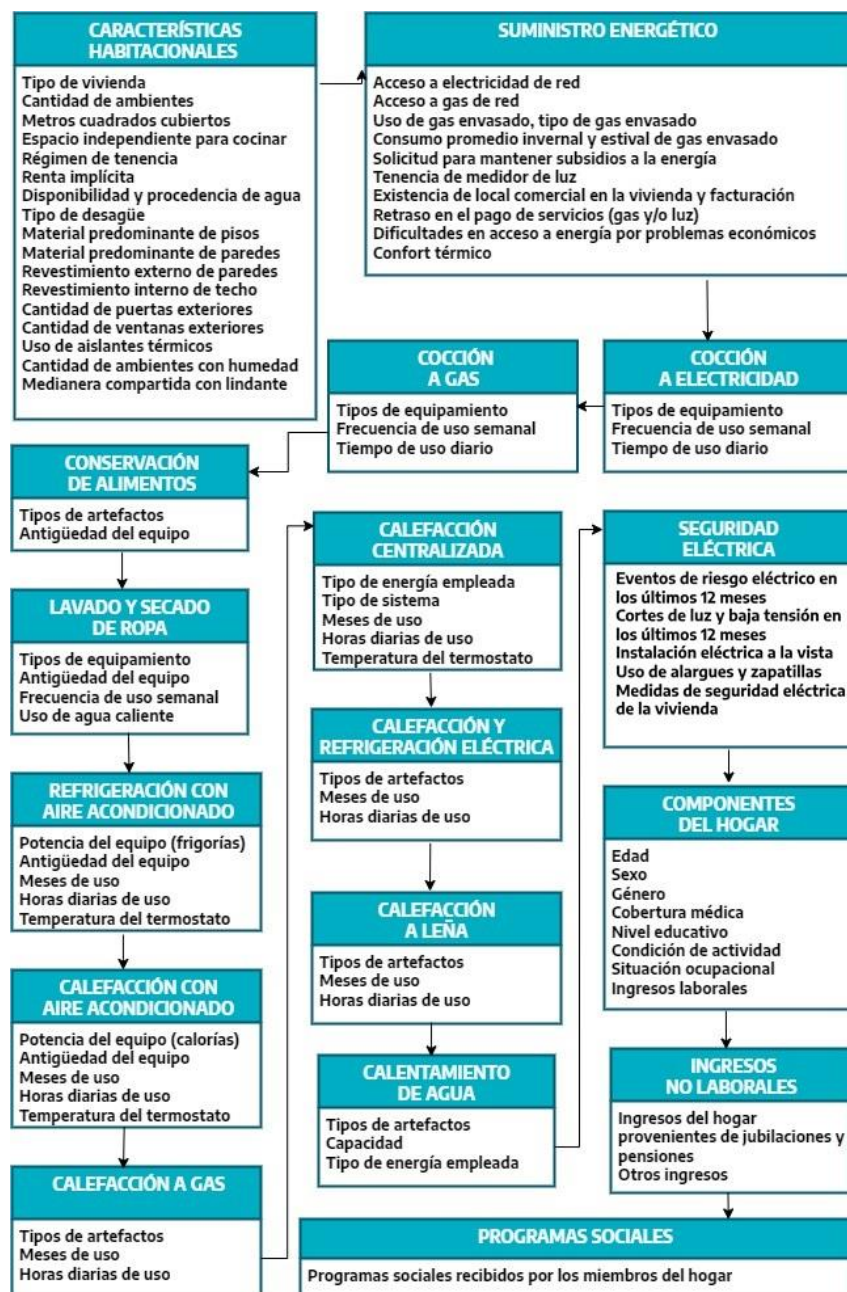 CARACTERÍSTICAS
HABITACIONALES
Tipo de vivienda
Cantidad de ambientes
Metros cuadrados cubiertos
Espacio independiente para cocinar
Régimen de tenencia
Renta implícita
Disponibilidad y procedencia de agua
Tipo de desagüe
Material predominante de pisos
Material predominante de paredes
Revestimiento externo de paredes
Revestimiento interno de techo
Cantidad de puertas exteriores
Cantidad de ventanas exteriores
Uso de aislantes térmicos
Cantidad de ambientes con humedad
Medianera compartida con lindante
SUMINISTRO ENERGÉTICO
Acceso a electricidad de red
Acceso a gas de red
Uso de gas envasado, tipo de gas envasado
Consumo promedio invernal y estival de gas envasado
Solicitud para mantener subsidios a la energía
Tenencia de medidor de luz
Existencia de local comercial en la vivienda y facturación
Retraso en el pago de servicios (gas y/o luz)
Dificultades en acceso a energía por problemas económicos
Confort térmico
COCCIÓN
A ELECTRICIDAD
Tipos de equipamiento
Frecuencia de uso semanal
Tiempo de uso diario
COCCIÓN
A GAS
Tipos de equipamiento
Frecuencia de uso semanal
Tiempo de uso diario
CONSERVACIÓN
DE ALIMENTOS
Tipos de artefactos
Antigüedad del equipo
LAVADO Y SECADO
DE ROPA
Tipos de equipamiento
Antigüedad del equipo
Frecuencia de uso semanal
Uso de agua caliente
REFRIGERACIÓN CON
AIRE ACONDICIONADO
Potencia del equipo (frigorías)
Antigüedad del equipo
Meses de uso
Horas diarias de uso
Temperatura del termostato
CALEFACCIÓN CON
AIRE ACONDICIONADO
Potencia del equipo (calorías)
Antigüedad del equipo
Meses de uso
Horas diarias de uso
Temperatura del termostato
CALEFACCIÓN A GAS
Tipos de artefactos
Meses de uso
Horas diarias de uso
CALEFACCIÓN
CENTRALIZADA
Tipo de energía empleada
Tipo de sistema
Meses de uso
Horas diarias de uso
Temperatura del termostato
CALEFACCIÓN Y
REFRIGERACIÓN ELÉCTRICA
Tipos de artefactos
Meses de uso
Horas diarias de uso
CALEFACCIÓN
A LEÑA
Tipos de artefactos
Meses de uso
Horas diarias de uso
CALENTAMIENTO
DE AGUA
Tipos de artefactos
Capacidad
Tipo de energía empleada
SEGURIDAD
ELÉCTRICA
Eventos de riesgo eléctrico en
los últimos 12 meses
Cortes de luz y baja tensión en
los últimos 12 meses
Instalación eléctrica a la vista
Uso de alargues y zapatillas
Medidas de seguridad eléctrica
de la vivienda
COMPONENTES
DEL HOGAR
Edad
Sexo
Género
Cobertura médica
Nivel educativo
Condición de actividad
Situación ocupacional
Ingresos laborales
INGRESOS
NO LABORALES
Ingresos del hogar
provenientes de jubilaciones y
pensiones
Otros ingresos
PROGRAMAS SOCIALES
Programas sociales recibidos por los miembros del hogar